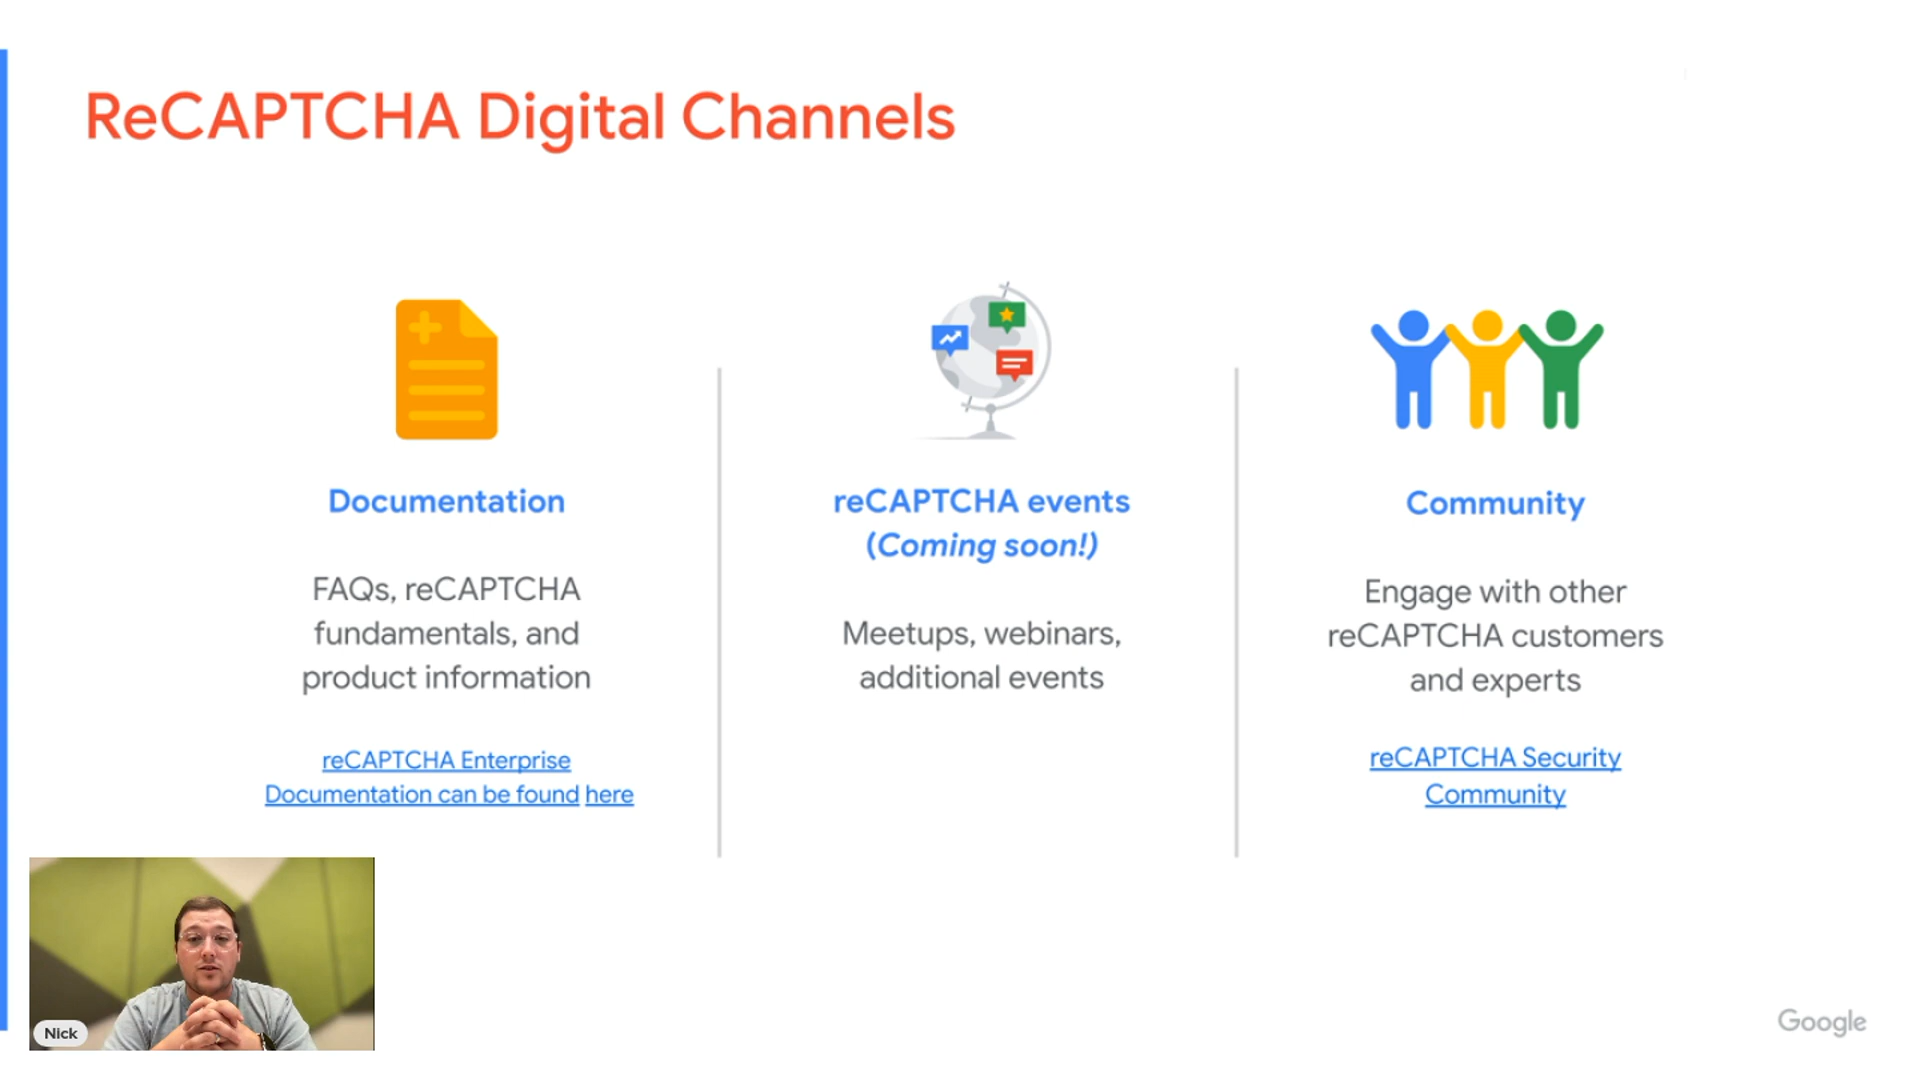 ReCAPTCHA Digital Channels
Documentation
FAQs, reCAPTCHA
fundamentals, and
product information
reCAPTCHA Enterprise
Documentation can be found here
reCAPTCHA events
(Coming soon!)
Meetups, webinars,
additional events
Community
Engage with other
reCAPTCHA customers
and experts
reCAPTCHA Security
Community
Nick
Google